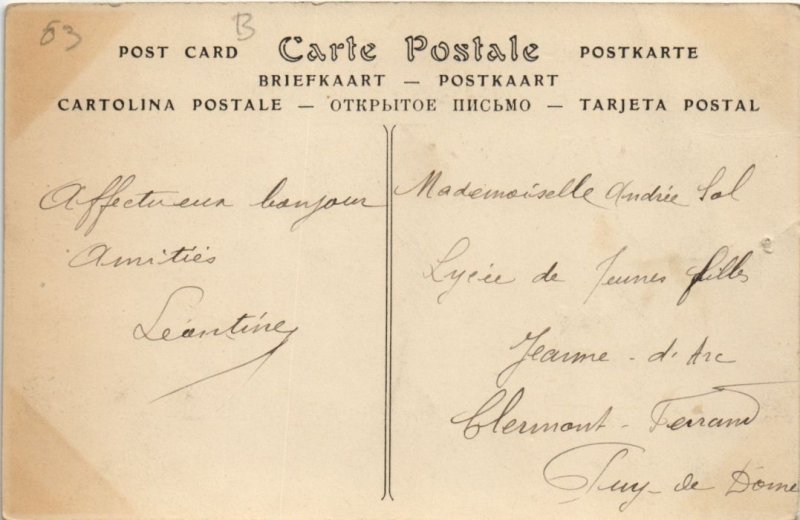 63
B
POST CARD Carte Postale POSTKARTE
BRIEFKAART — POSTKAART
CARTOLINA POSTALE — ОТКРЫТОЕ ПИСЬМО — TARJETA POSTAL
Affectueux bonjour
Amitiés
Léontine
Mademoiselle Andrée Sol
Lycée de Jeunes filles
Jeanne-d'Arc
Clermont-Ferrand
Puy-de Dôme